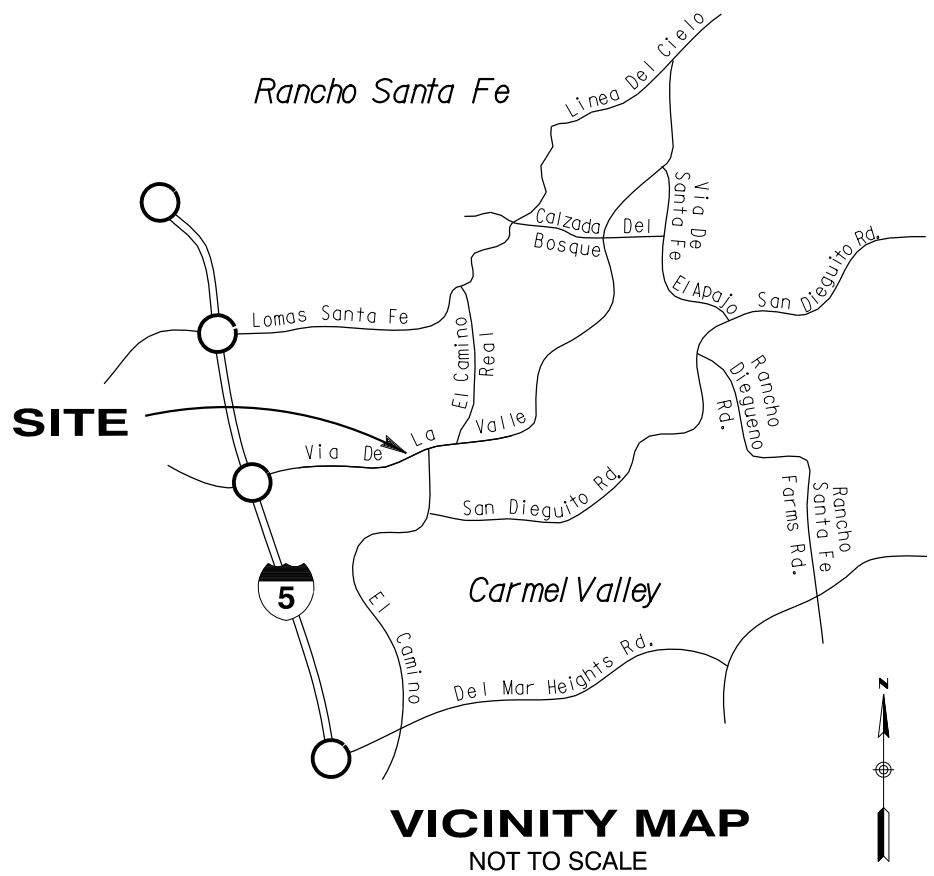 Rancho Santa Fe
Linea Del Cielo
Via De
Santa Fe
Calzada Del
Bosque
El Apajo
San Dieguito Rd.
Lomas Santa Fe
El Camino
Real
Rancho
Diegueno
Rd.
SITE
Via De La Valle
San Dieguito Rd.
Rancho
Santa Fe
Farms Rd.
5
Carmel Valley
El Camino
Del Mar Heights Rd.
N
VICINITY MAP
NOT TO SCALE